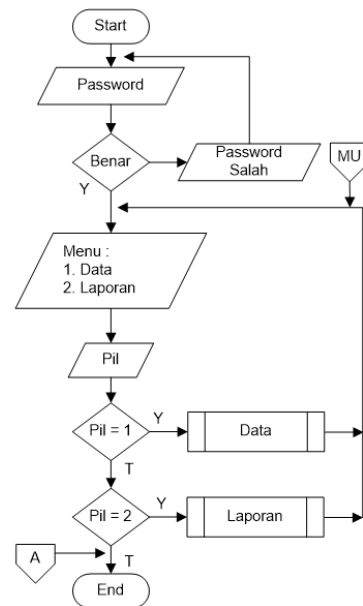 Start
Password
Benar
Password
Salah
MU
Y
Menu :
1. Data
2. Laporan
Pil
Pil = 1
Y
Data
T
Pil = 2
Y
Laporan
A
T
End